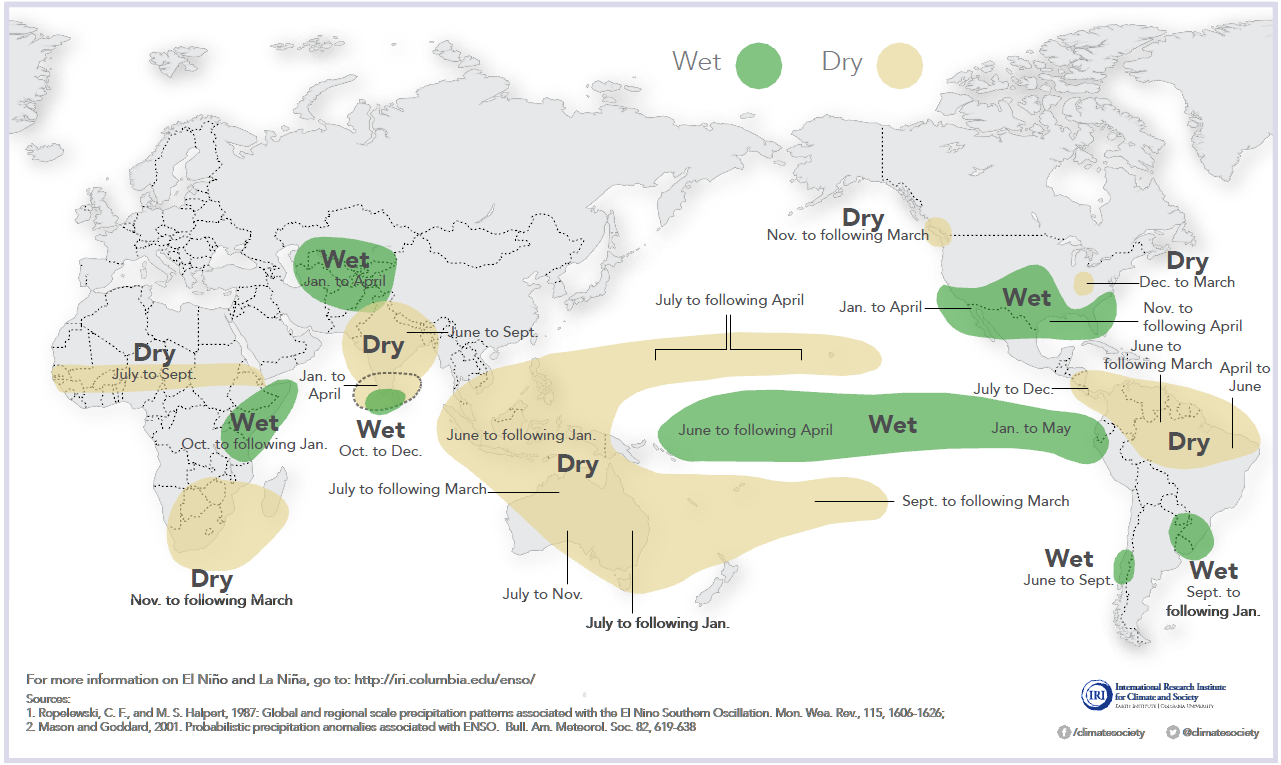 Wet
Dry
Dry
Nov. to following March
Dry
Dec. to March
Wet
Jan. to April
July to following April
Jan. to April
Wet
Nov. to
following April
June to Sept.
Dry
Dry
July to Sept.
June to
following March
April to
June
Jan. to
April
July to Dec.
Wet
Oct. to following Jan.
Wet
Oct. to Dec.
June to following Jan.
Dry
June to following April
Wet
Jan. to May
Dry
July to following March
Sept. to following March
Wet
June to Sept.
Wet
Sept. to
following Jan.
Dry
Nov. to following March
July to Nov.
July to following Jan.
For more information on El Niño and La Niña, go to: http://iri.columbia.edu/enso/
Sources:
1. Ropelewski, C. F., and M. S. Halpert, 1987: Global and regional scale precipitation patterns associated with the El Nino Southern Oscillation. Mon. Wea. Rev., 115, 1606-1626;
2. Mason and Goddard, 2001. Probabilistic precipitation anomalies associated with ENSO. Bull. Am. Meteorol. Soc. 82, 619-638
IRI
International Research Institute
for Climate and Society
EARTH INSTITUTE | COLUMBIA UNIVERSITY
/climatesociety
@climatesociety